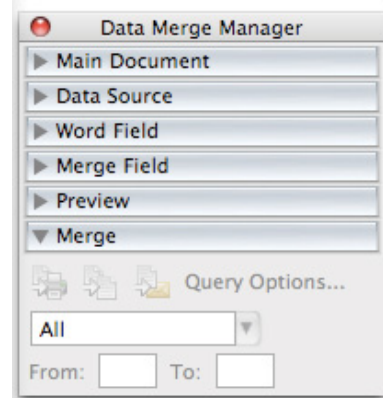 Data Merge Manager
Main Document
Data Source
Word Field
Merge Field
Preview
Merge
Query Options...
All
From: To: